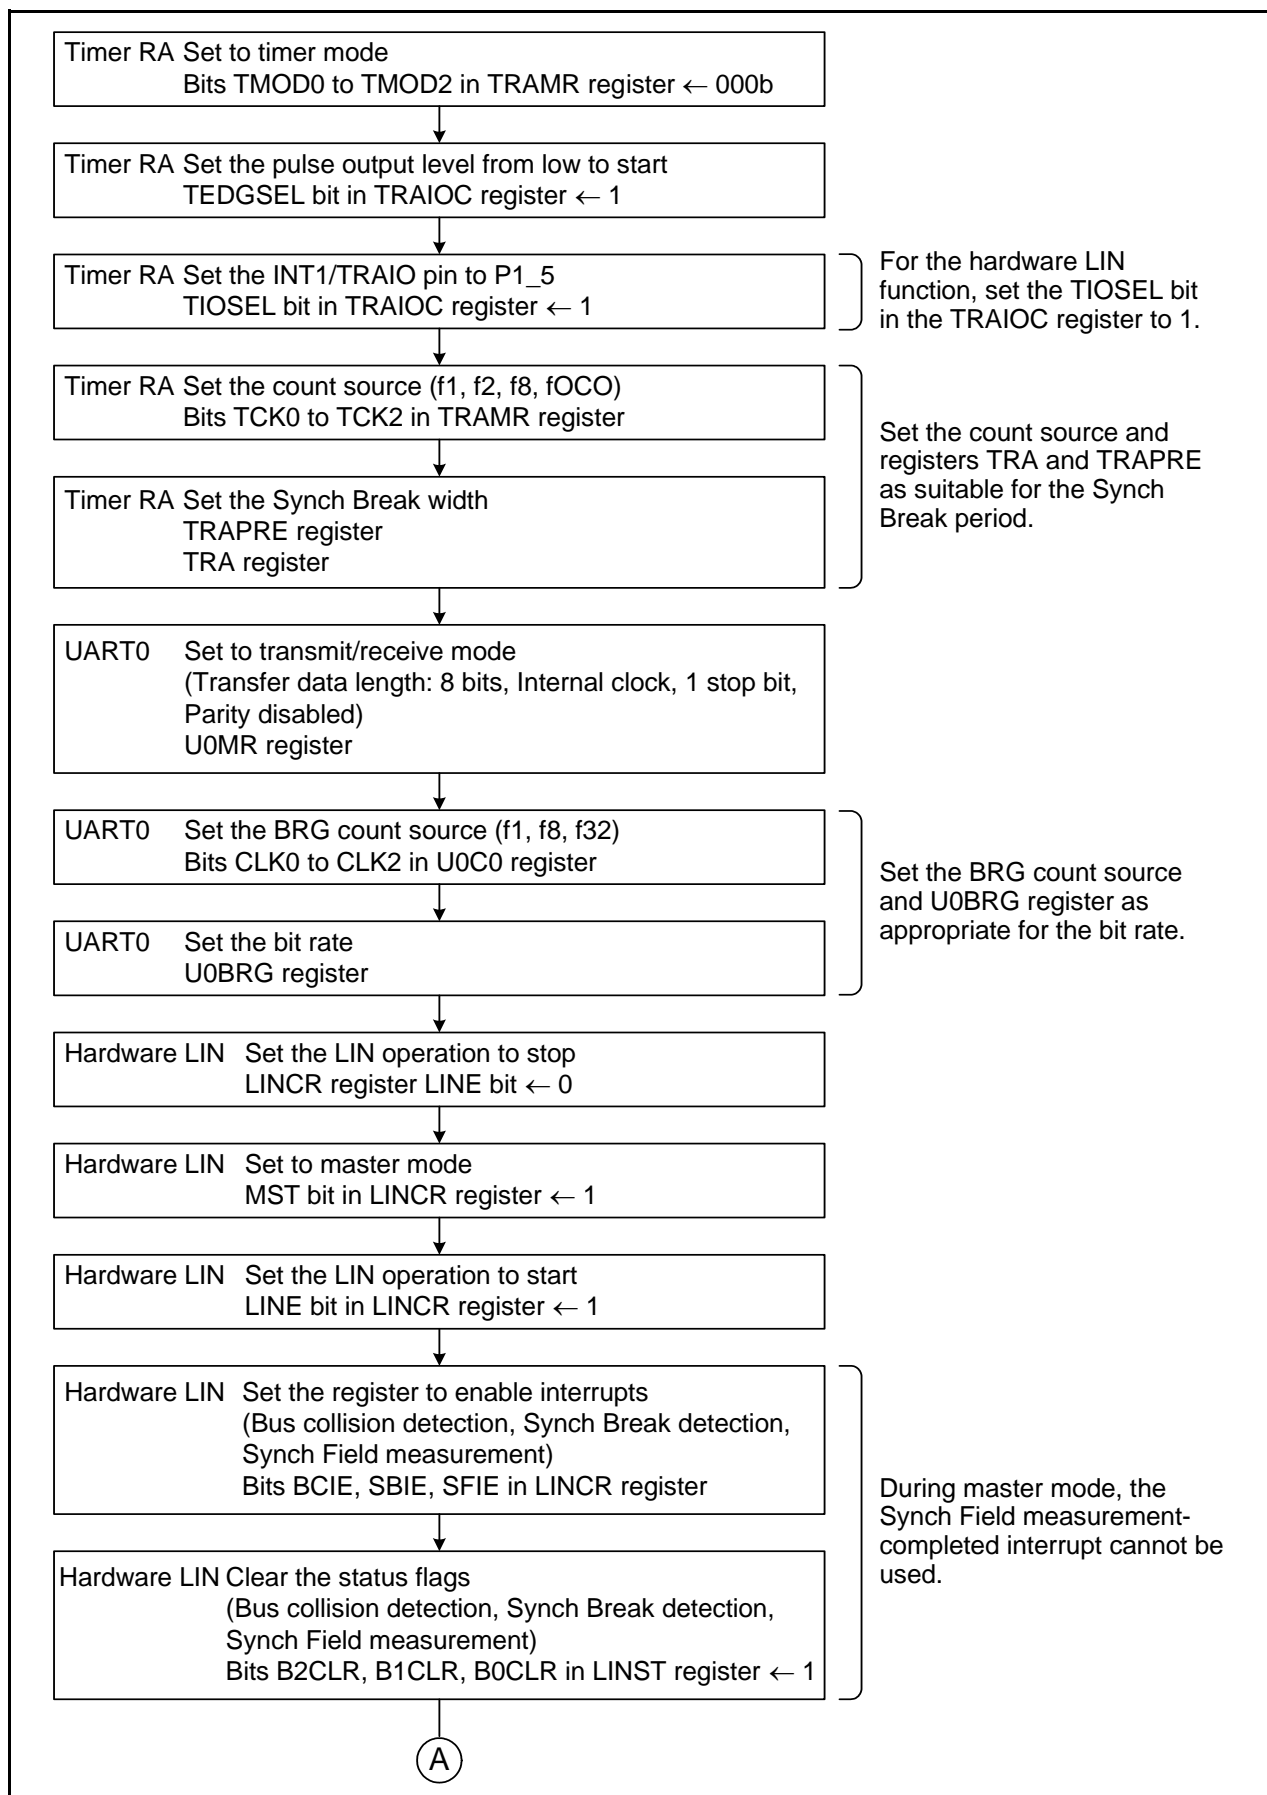 Timer RA Set to timer mode
Bits TMOD0 to TMOD2 in TRAMR register ← 000b
Timer RA Set the pulse output level from low to start
TEDGSEL bit in TRAIOC register ← 1
Timer RA Set the INT1/TRAIO pin to P1_5
TIOSEL bit in TRAIOC register ← 1
For the hardware LIN
function, set the TIOSEL bit
in the TRAIOC register to 1.
Timer RA Set the count source (f1, f2, f8, fOCO)
Bits TCK0 to TCK2 in TRAMR register
Timer RA Set the Synch Break width
TRAPRE register
TRA register
Set the count source and
registers TRA and TRAPRE
as suitable for the Synch
Break period.
UART0 Set to transmit/receive mode
(Transfer data length: 8 bits, Internal clock, 1 stop bit,
Parity disabled)
U0MR register
UART0 Set the BRG count source (f1, f8, f32)
Bits CLK0 to CLK2 in U0C0 register
UART0 Set the bit rate
U0BRG register
Set the BRG count source
and U0BRG register as
appropriate for the bit rate.
Hardware LIN Set the LIN operation to stop
LINCR register LINE bit ← 0
Hardware LIN Set to master mode
MST bit in LINCR register ← 1
Hardware LIN Set the LIN operation to start
LINE bit in LINCR register ← 1
Hardware LIN Set the register to enable interrupts
(Bus collision detection, Synch Break detection,
Synch Field measurement)
Bits BCIE, SBIE, SFIE in LINCR register
Hardware LIN Clear the status flags
(Bus collision detection, Synch Break detection,
Synch Field measurement)
Bits B2CLR, B1CLR, B0CLR in LINST register ← 1
During master mode, the
Synch Field measurement-
completed interrupt cannot be
used.
A